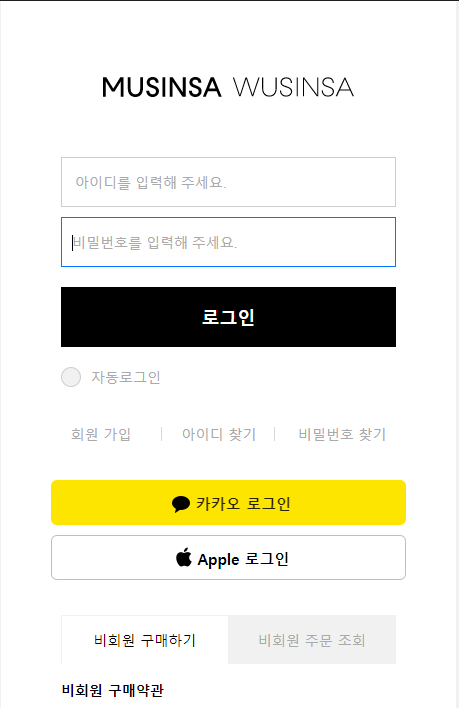 MUSINSA WUSINSA
아이디를 입력해 주세요.
비밀번호를 입력해 주세요.
로그인
자동로그인
회원 가입 아이디 찾기 비밀번호 찾기
카카오 로그인
Apple 로그인
비회원 구매하기 비회원 주문 조회
비회원 구매약관